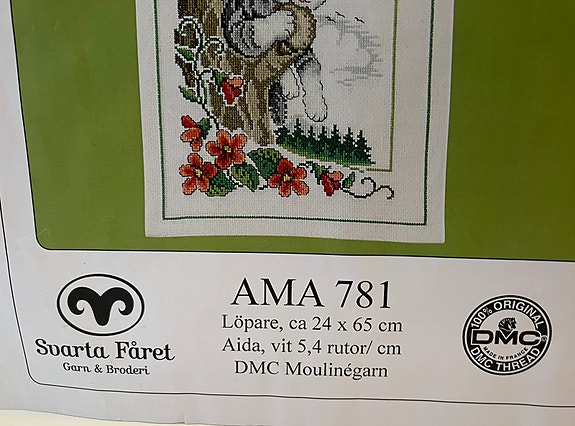 AMA 781
Löpare, ca 24 x 65 cm
Aida, vit 5,4 rutor/ cm
DMC Moulinégarn
Svarta Fåret
Garn & Broderi
100% ORIGINAL
DMC
MADE IN FRANCE
DMC THREAD